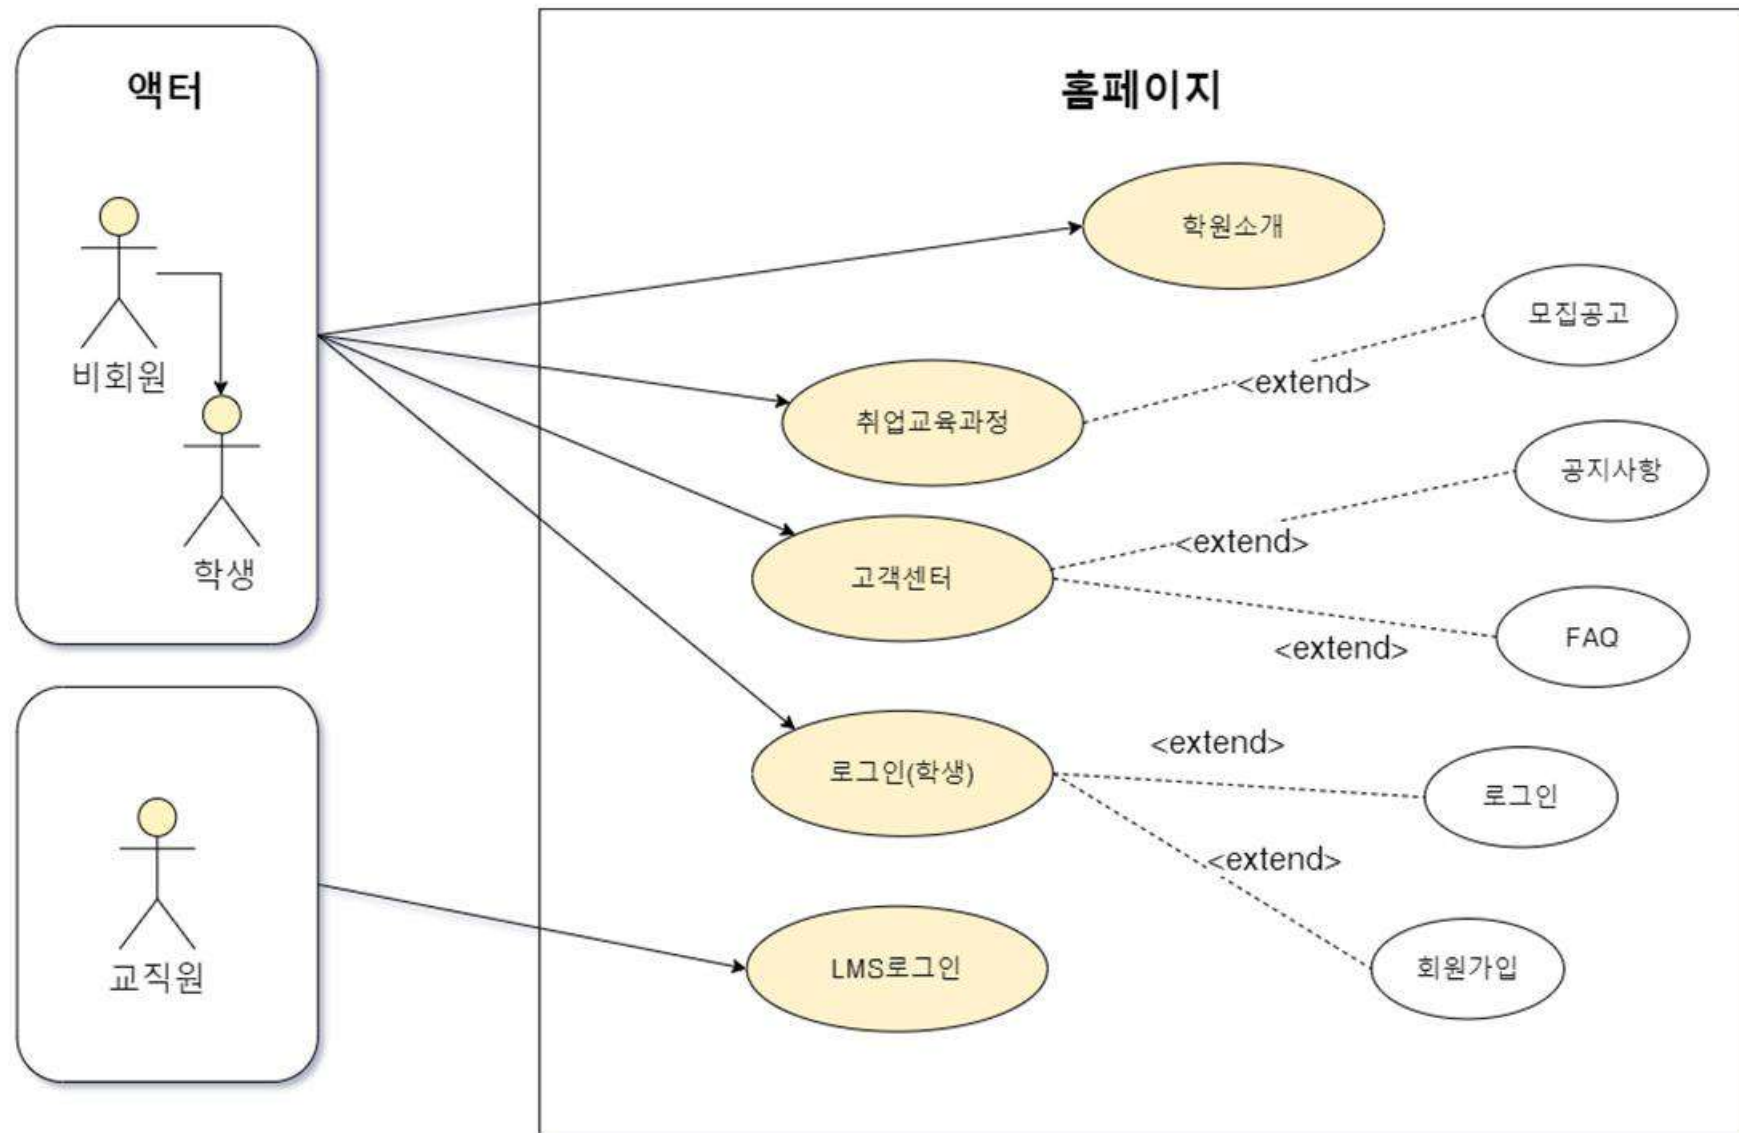 액터
홈페이지
비회원
학생
교직원
학원소개
모집공고
<extend>
취업교육과정
공지사항
<extend>
고객센터
FAQ
<extend>
<extend>
로그인(학생)
로그인
<extend>
LMS로그인
회원가입